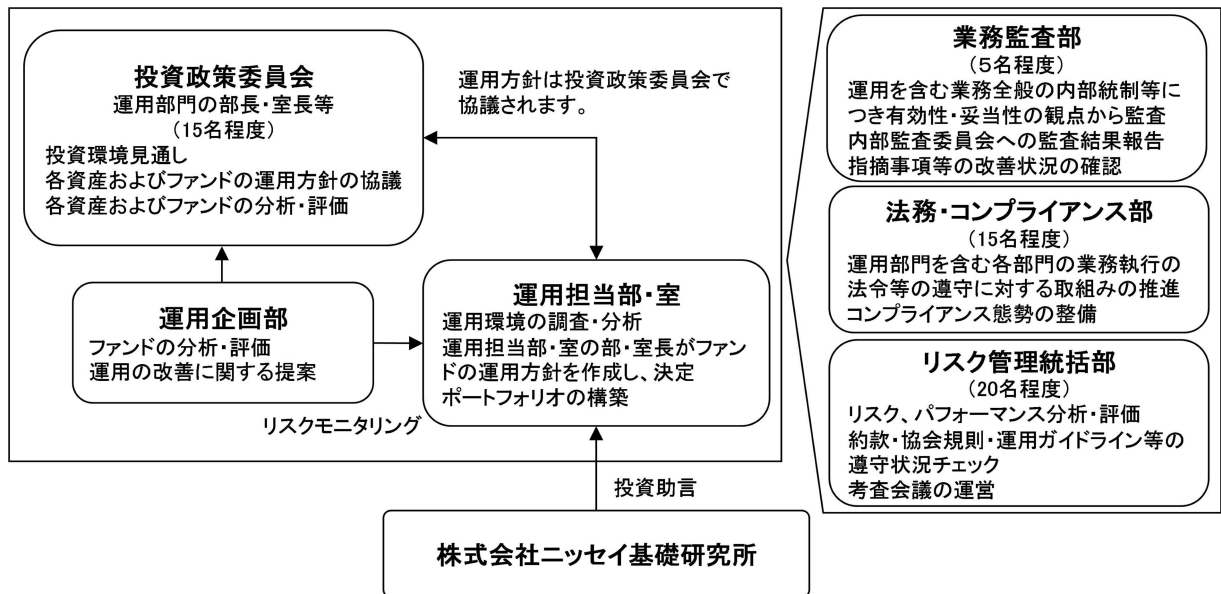 投資政策委員会
運用部門の部長・室長等
(15名程度)
投資環境見通し
各資産およびファンドの運用方針の協議
各資産およびファンドの分析・評価
運用方針は投資政策委員会で
協議されます。
運用企画部
ファンドの分析・評価
運用の改善に関する提案
リスクモニタリング
運用担当部・室
運用環境の調査・分析
運用担当部・室の部・室長がファン
ドの運用方針を作成し、決定
ポートフォリオの構築
投資助言
株式会社ニッセイ基礎研究所
業務監査部
(5名程度)
運用を含む業務全般の内部統制等に
つき有効性・妥当性の観点から監査
内部監査委員会への監査結果報告
指摘事項等の改善状況の確認
法務・コンプライアンス部
(15名程度)
運用部門を含む各部門の業務執行の
法令等の遵守に対する取組みの推進
コンプライアンス態勢の整備
リスク管理統括部
(20名程度)
リスク、パフォーマンス分析・評価
約款・協会規則・運用ガイドライン等の
遵守状況チェック
考査会議の運営